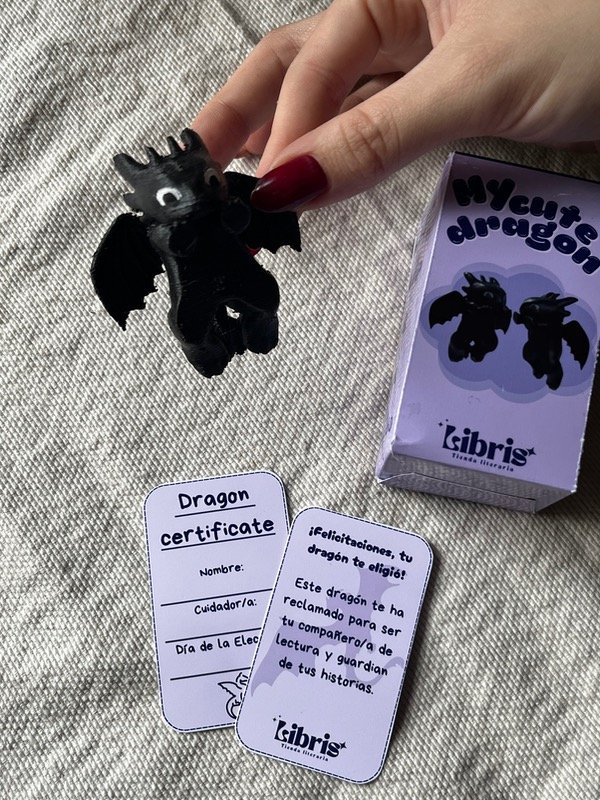 My cute
dragon
Libris
Tienda literaria
Dragon
certificate
Nombre:
Cuidador/a:
Día de la Elec
¡Felicitaciones, tu
dragón te eligió!
Este dragón te ha
reclamado para ser
tu compañero/a de
lectura y guardian
de tus historias.
Libris
Tienda literaria